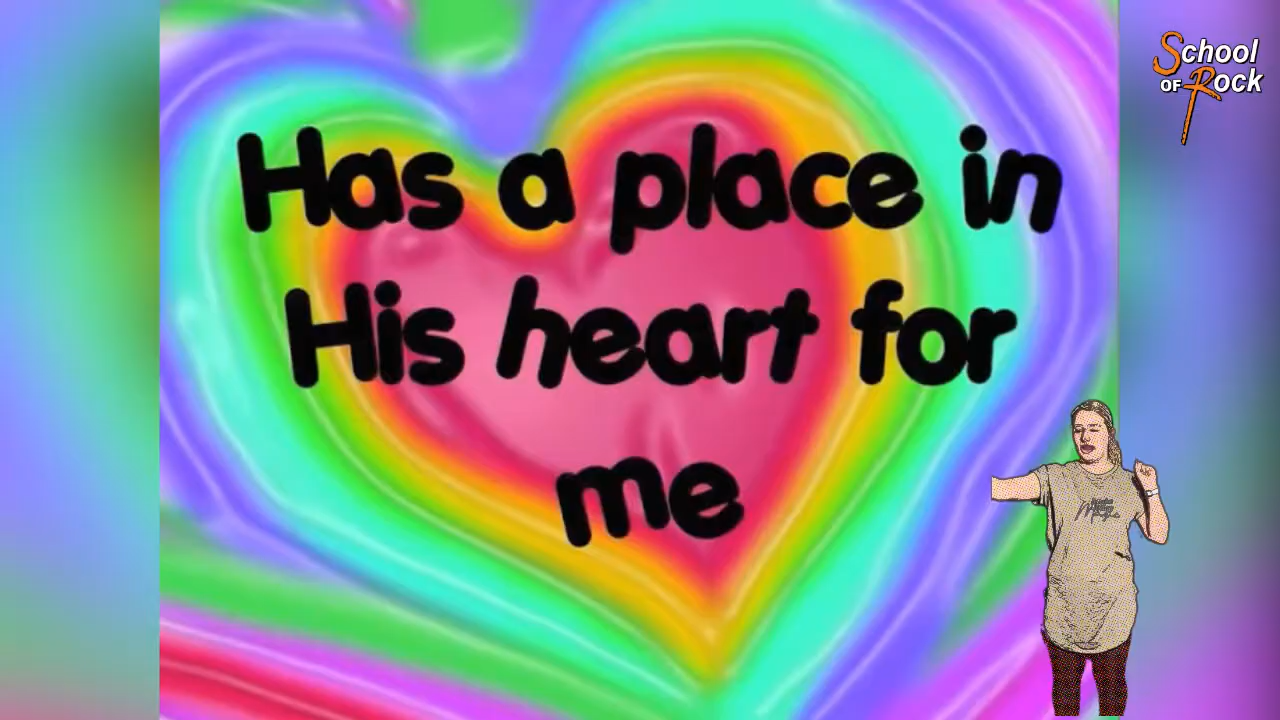 Has a place in
His heart for
me
School
OF Rock